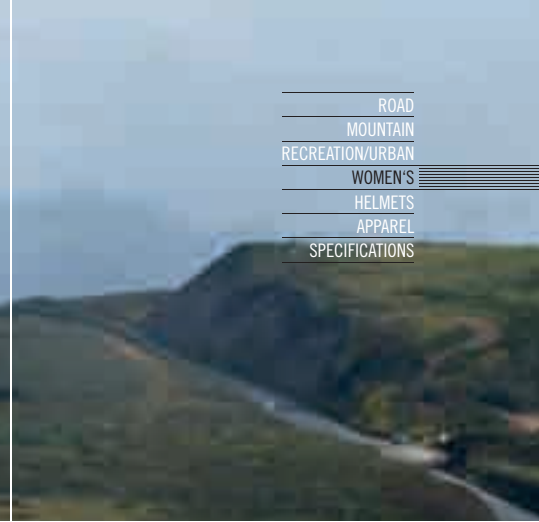 ROAD
MOUNTAIN
RECREATION/URBAN
WOMEN‘S
HELMETS
APPAREL
SPECIFICATIONS